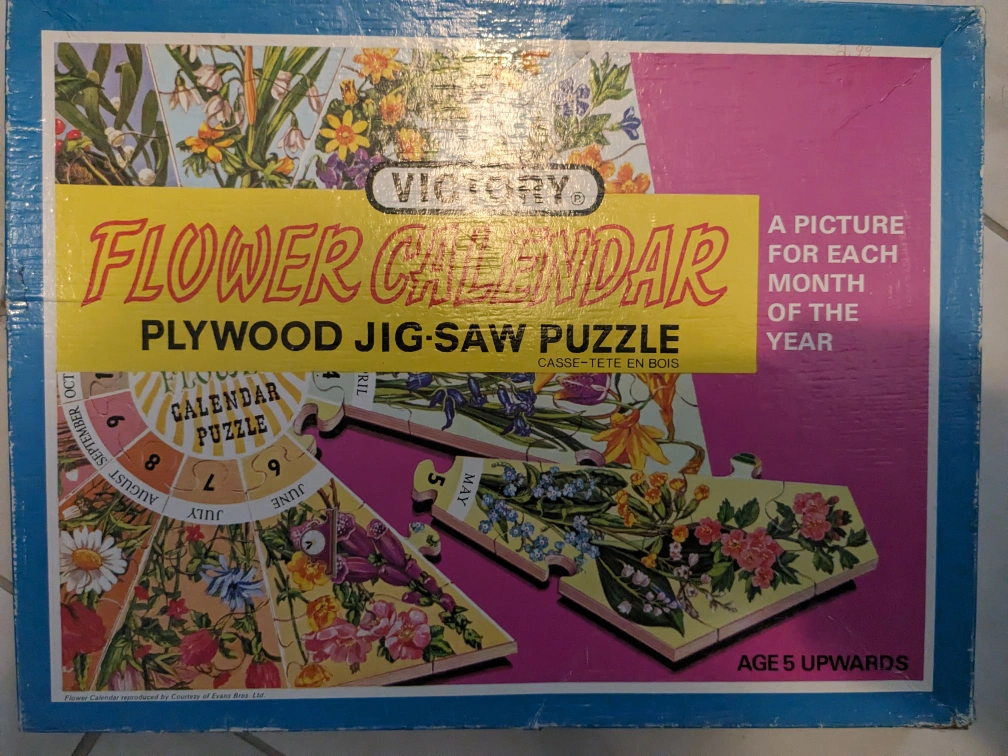 VICTORY®
FLOWER CALENDAR
PLYWOOD JIG-SAW PUZZLE
CASSE-TETE EN BOIS
A PICTURE
FOR EACH
MONTH
OF THE
YEAR
CALENDAR
PUZZLE
OCT
SEPTEMBER
9
AUGUST
8
JULY
7
JUNE
6
RIL
4
MAY
5
AGE 5 UPWARDS
Flower Calendar reproduced by Courtesy of Evans Bros. Ltd.